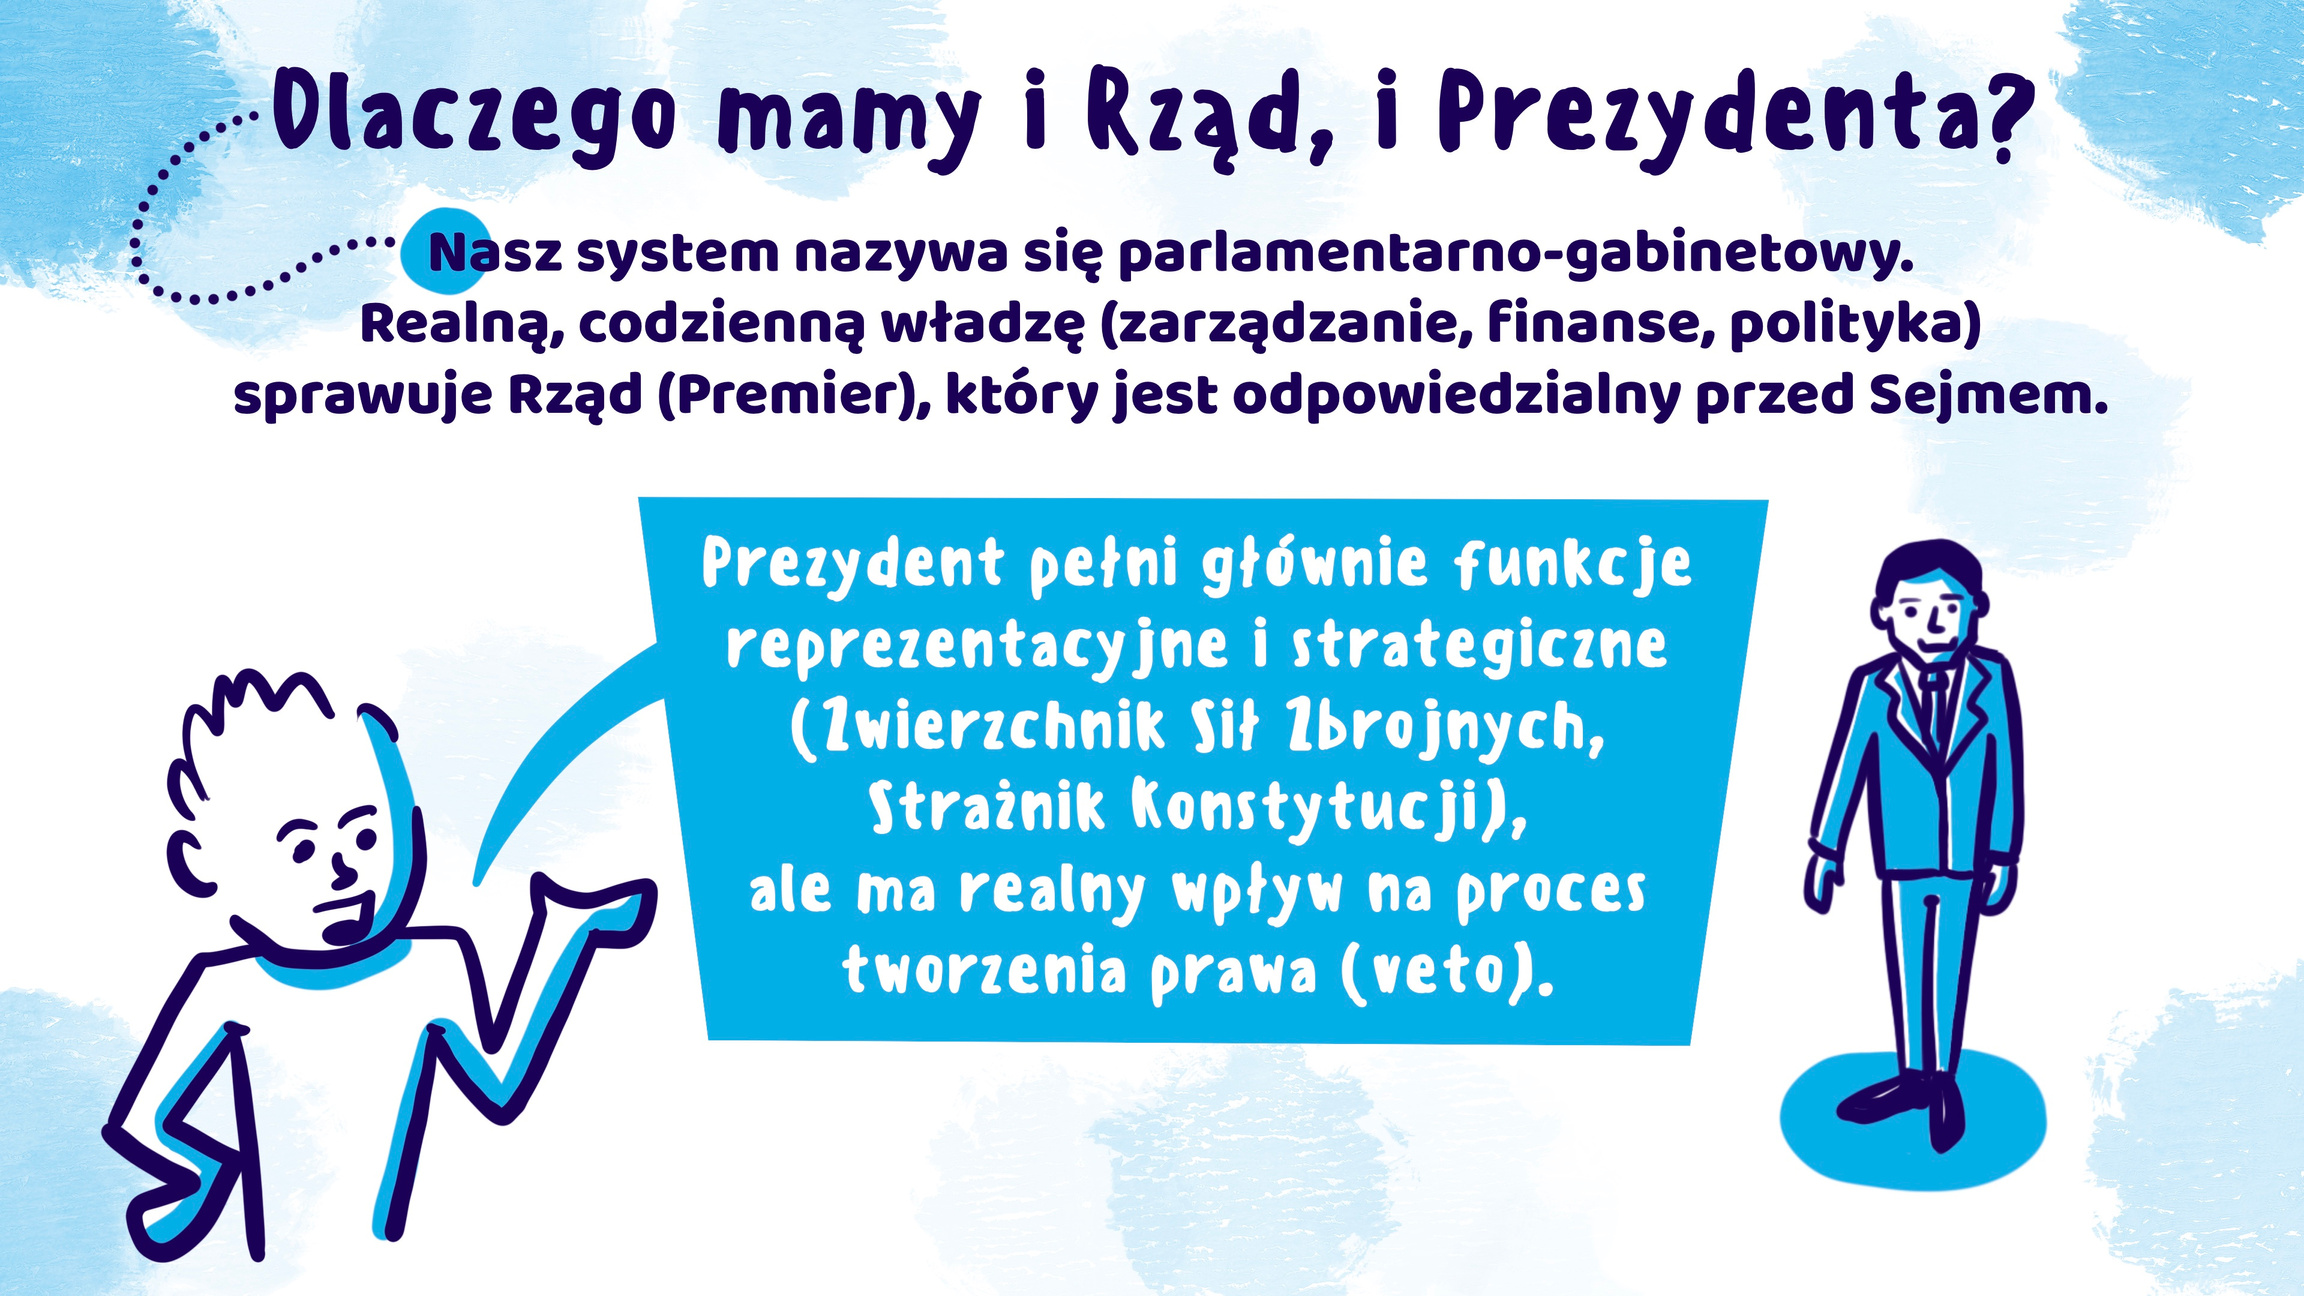 Dlaczego mamy i Rząd, i Prezydenta?
Nasz system nazywa się parlamentarno-gabinetowy.
Realną, codzienną władzę (zarządzanie, finanse, polityka)
sprawuje Rząd (Premier), który jest odpowiedzialny przed Sejmem.
Prezydent pełni głównie funkcje
reprezentacyjne i strategiczne
(Zwierzchnik Sił Zbrojnych,
Strażnik Konstytucji),
ale ma realny wpływ na proces
tworzenia prawa (veto).